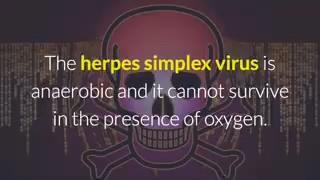 The herpes simplex virus is
anaerobic and it cannot survive
in the presence of oxygen.